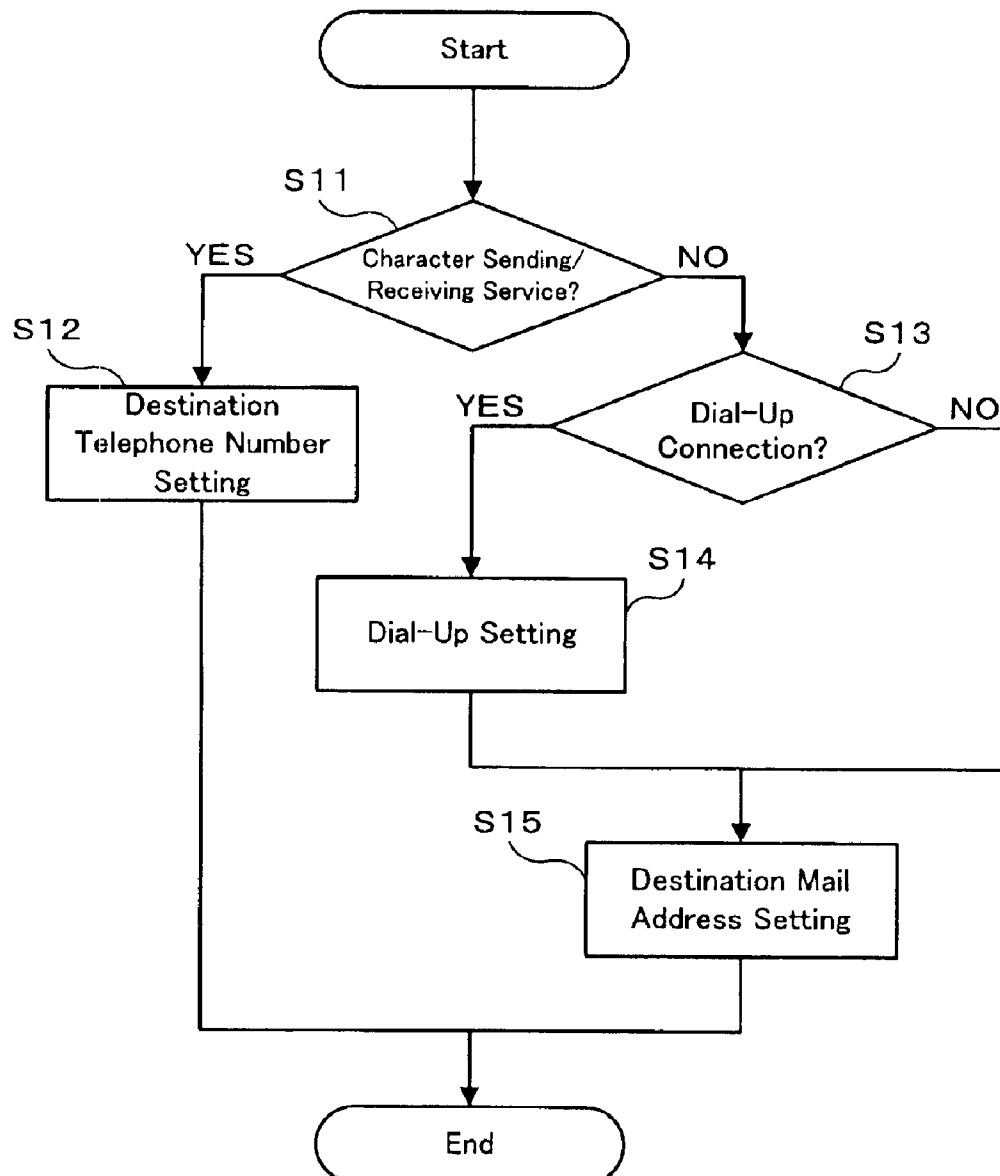 Start
S11
YES
Character Sending/
Receiving Service?
NO
S12
Destination
Telephone Number
Setting
S13
YES
Dial-Up
Connection?
NO
S14
Dial-Up Setting
S15
Destination Mail
Address Setting
End